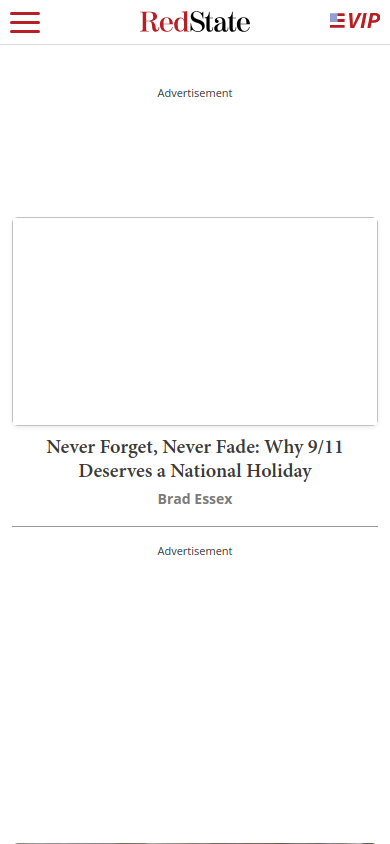 RedState
VIP
Advertisement
Never Forget, Never Fade: Why 9/11
Deserves a National Holiday
Brad Essex
Advertisement